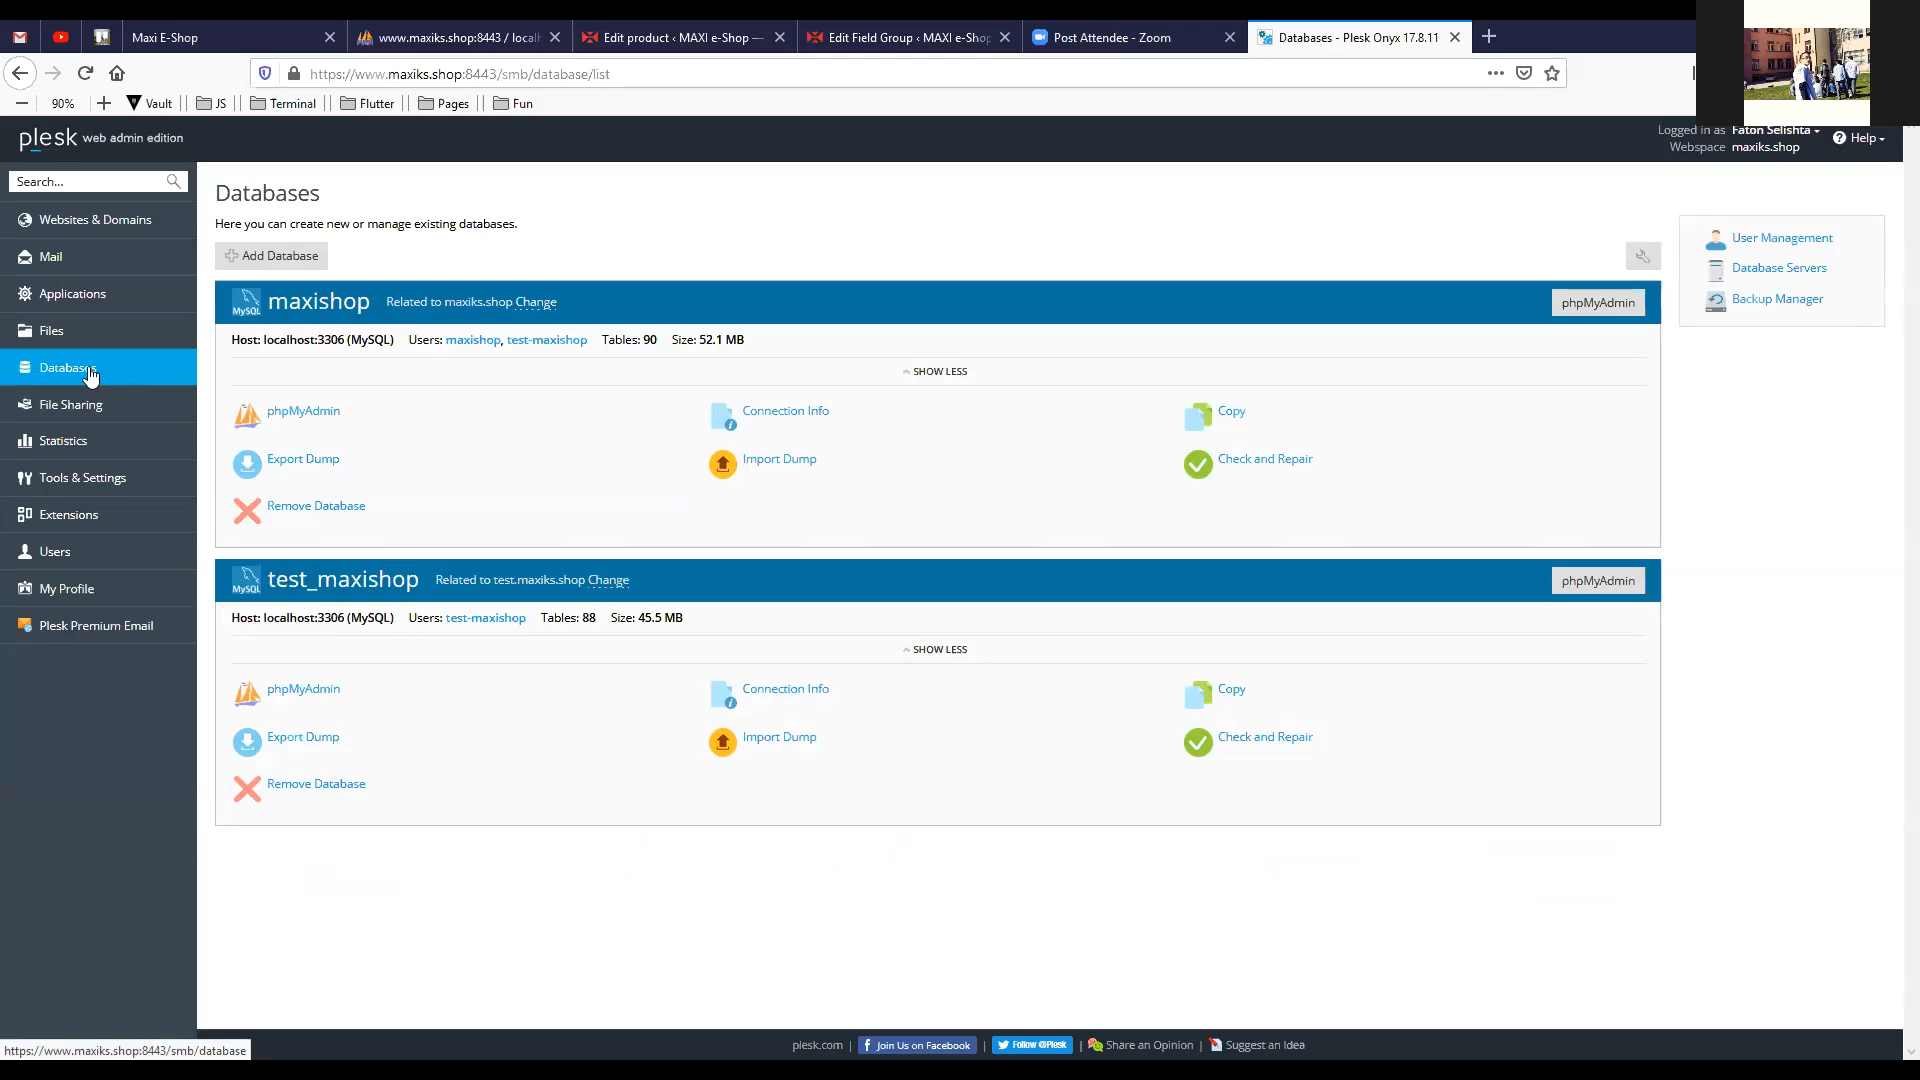 Maxi E-Shop
www.maxiks.shop:8443 / local
Edit product ‹ MAXI e-Shop —
Edit Field Group ‹ MAXI e-Shop
Post Attendee - Zoom
Databases - Plesk Onyx 17.8.11
https://www.maxiks.shop:8443/smb/database/list
90%
Vault
JS
Terminal
Flutter
Pages
Fun
plesk web admin edition
Logged in as Faton Selishta
Webspace maxiks.shop
Help
Search...
Websites & Domains
Mail
Applications
Files
Databases
File Sharing
Statistics
Tools & Settings
Extensions
Users
My Profile
Plesk Premium Email
Databases
Here you can create new or manage existing databases.
Add Database
MySQL maxishop Related to maxiks.shop Change phpMyAdmin
Host: localhost:3306 (MySQL) Users: maxishop, test-maxishop Tables: 90 Size: 52.1 MB
SHOW LESS
phpMyAdmin Connection Info Copy
Export Dump Import Dump Check and Repair
Remove Database
MySQL test_maxishop Related to test.maxiks.shop Change phpMyAdmin
Host: localhost:3306 (MySQL) Users: test-maxishop Tables: 88 Size: 45.5 MB
SHOW LESS
phpMyAdmin Connection Info Copy
Export Dump Import Dump Check and Repair
Remove Database
User Management
Database Servers
Backup Manager
plesk.com | Join Us on Facebook | Follow @Plesk | Share an Opinion | Suggest an Idea
https://www.maxiks.shop:8443/smb/database